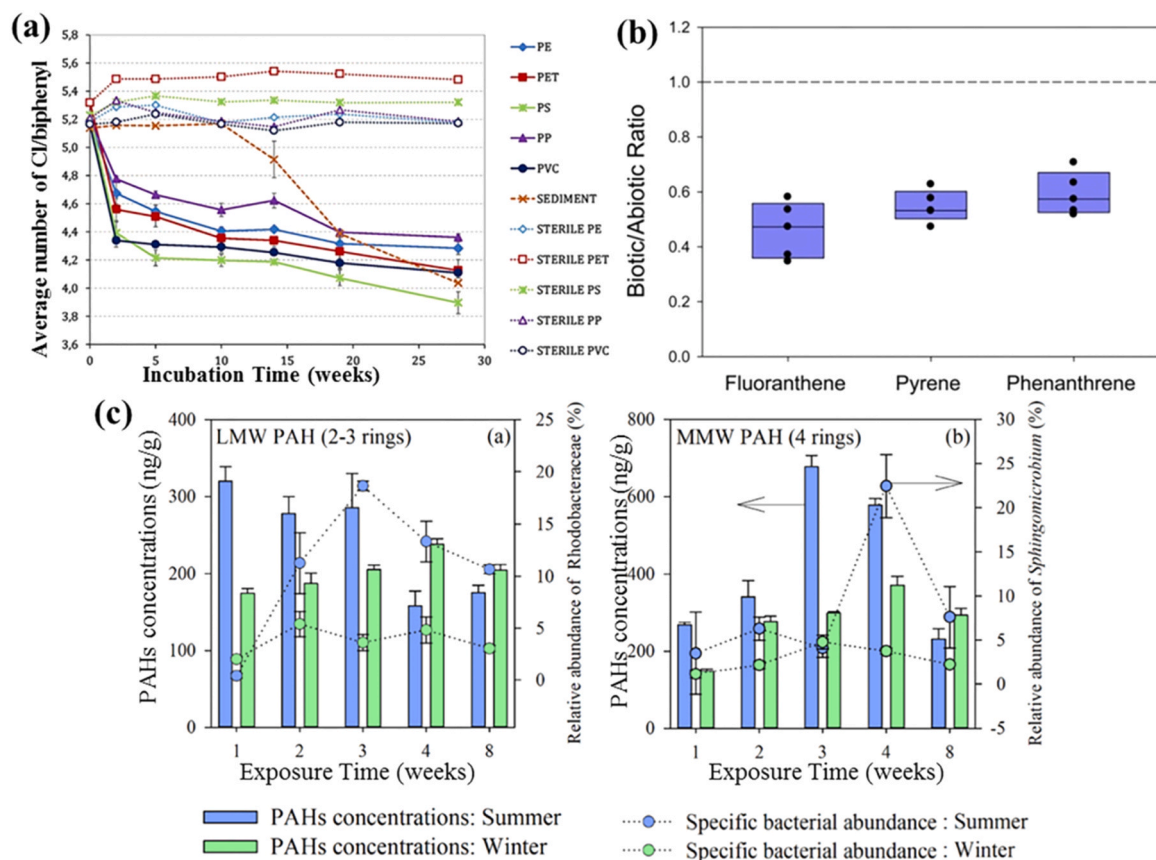 (a)
Average number of Cl/biphenyl
5,8
5,6
5,4
5,2
5,0
4,8
4,6
4,4
4,2
4,0
3,8
3,6
0
5
10
15
20
25
30
Incubation Time (weeks)
PE
PET
PS
PP
PVC
SEDIMENT
STERILE PE
STERILE PET
STERILE PS
STERILE PP
STERILE PVC
(b)
Biotic/Abiotic Ratio
1.2
1.0
0.8
0.6
0.4
0.2
0.0
Fluoranthene
Pyrene
Phenanthrene
(c)
PAHs concentrations (ng/g)
400
300
200
100
0
LMW PAH (2-3 rings)
(a)
25
20
15
10
5
0
Relative abundance of Rhodobacteraceae (%)
1
2
3
4
8
Exposure Time (weeks)
PAHs concentrations (ng/g)
800
600
400
200
0
MMW PAH (4 rings)
(b)
30
25
20
15
10
5
0
-5
Relative abundance of Sphingomicrobium (%)
1
2
3
4
8
Exposure Time (weeks)
PAHs concentrations: Summer
PAHs concentrations: Winter
Specific bacterial abundance : Summer
Specific bacterial abundance : Winter